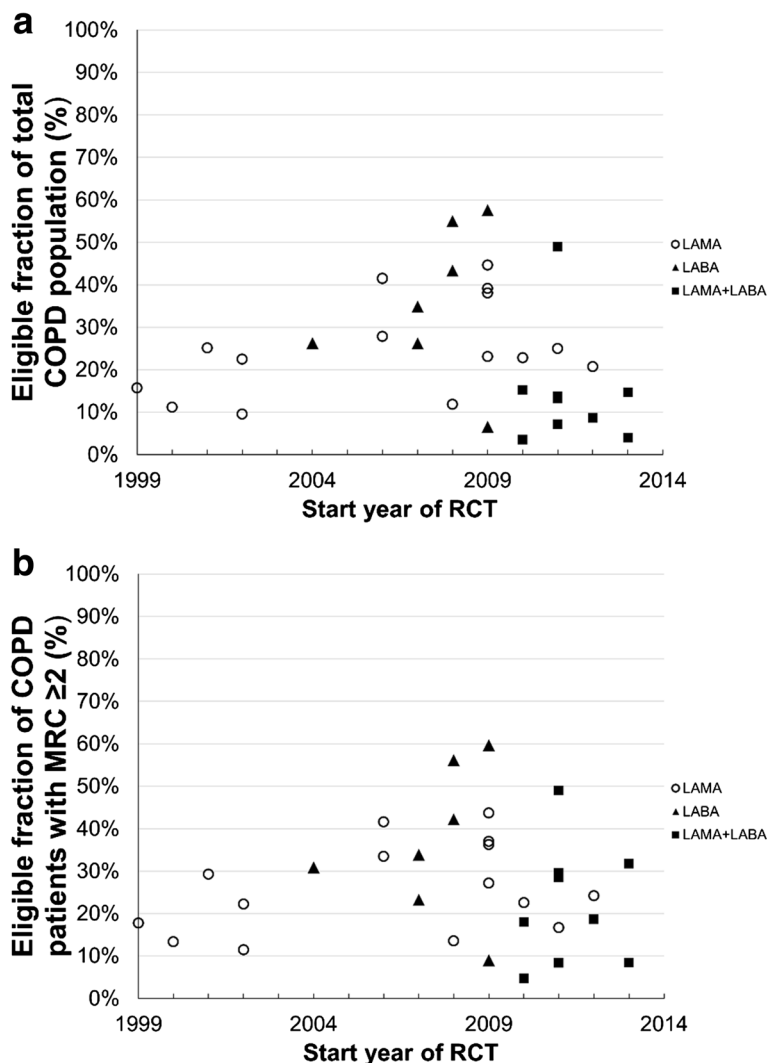 a
100%
90%
80%
70%
60%
50%
40%
30%
20%
10%
0%
Eligible fraction of total
COPD population (%)
1999 2004 2009 2014
Start year of RCT
LAMA
LABA
LAMA+LABA
b
100%
90%
80%
70%
60%
50%
40%
30%
20%
10%
0%
Eligible fraction of COPD
patients with MRC ≥2 (%)
1999 2004 2009 2014
Start year of RCT
LAMA
LABA
LAMA+LABA